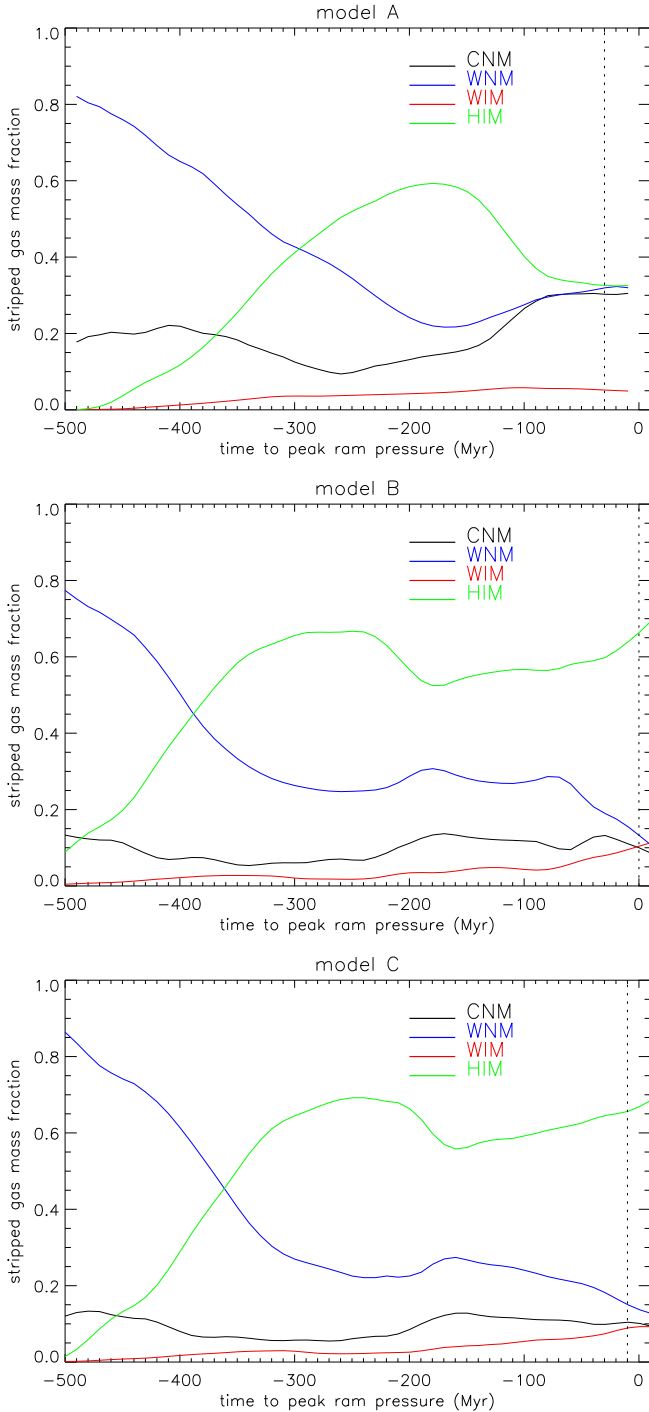 model A
1.0
0.8
0.6
0.4
0.2
0.0
stripped gas mass fraction
CNM
WNM
WIM
HIM
-500
-400
-300
-200
-100
0
time to peak ram pressure (Myr)
model B
1.0
0.8
0.6
0.4
0.2
0.0
stripped gas mass fraction
CNM
WNM
WIM
HIM
-500
-400
-300
-200
-100
0
time to peak ram pressure (Myr)
model C
1.0
0.8
0.6
0.4
0.2
0.0
stripped gas mass fraction
CNM
WNM
WIM
HIM
-500
-400
-300
-200
-100
0
time to peak ram pressure (Myr)